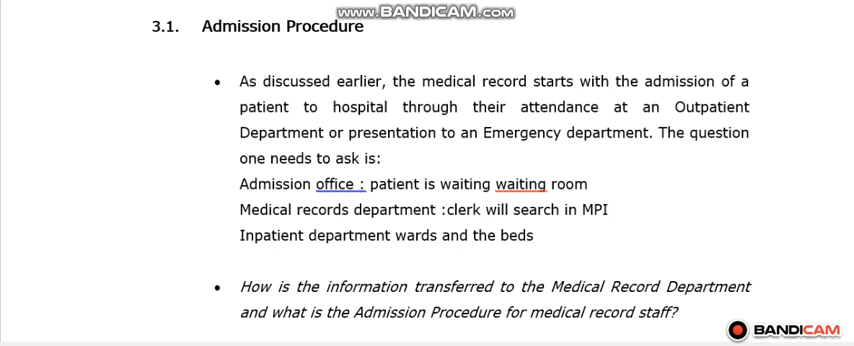 www.BANDICAM.com
3.1. Admission Procedure
• As discussed earlier, the medical record starts with the admission of a
patient to hospital through their attendance at an Outpatient
Department or presentation to an Emergency department. The question
one needs to ask is:
Admission office : patient is waiting waiting room
Medical records department :clerk will search in MPI
Inpatient department wards and the beds
• How is the information transferred to the Medical Record Department
and what is the Admission Procedure for medical record staff?
BANDICAM